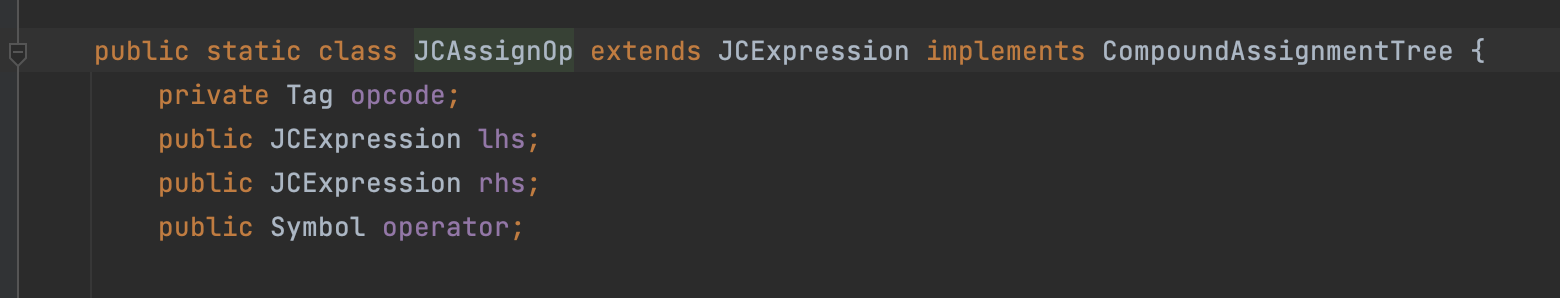 public static class JCAssignOp extends JCExpression implements CompoundAssignmentTree {
private Tag opcode;
public JCExpression lhs;
public JCExpression rhs;
public Symbol operator;